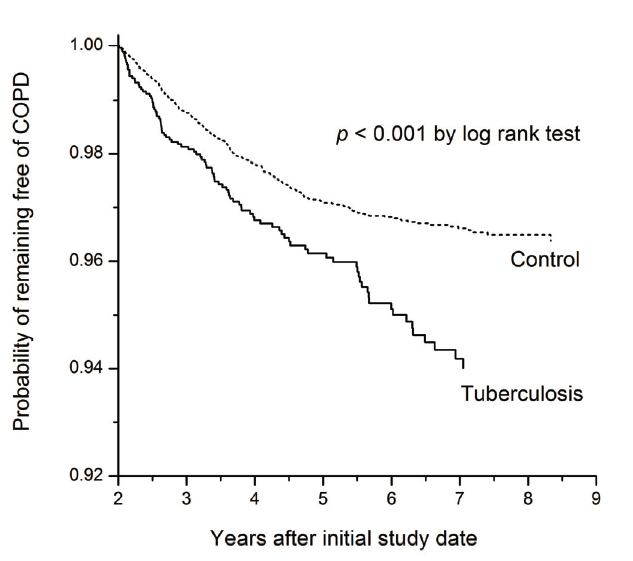 Probability of remaining free of COPD
1.00
0.98
0.96
0.94
0.92
p < 0.001 by log rank test
Control
Tuberculosis
2 3 4 5 6 7 8 9
Years after initial study date